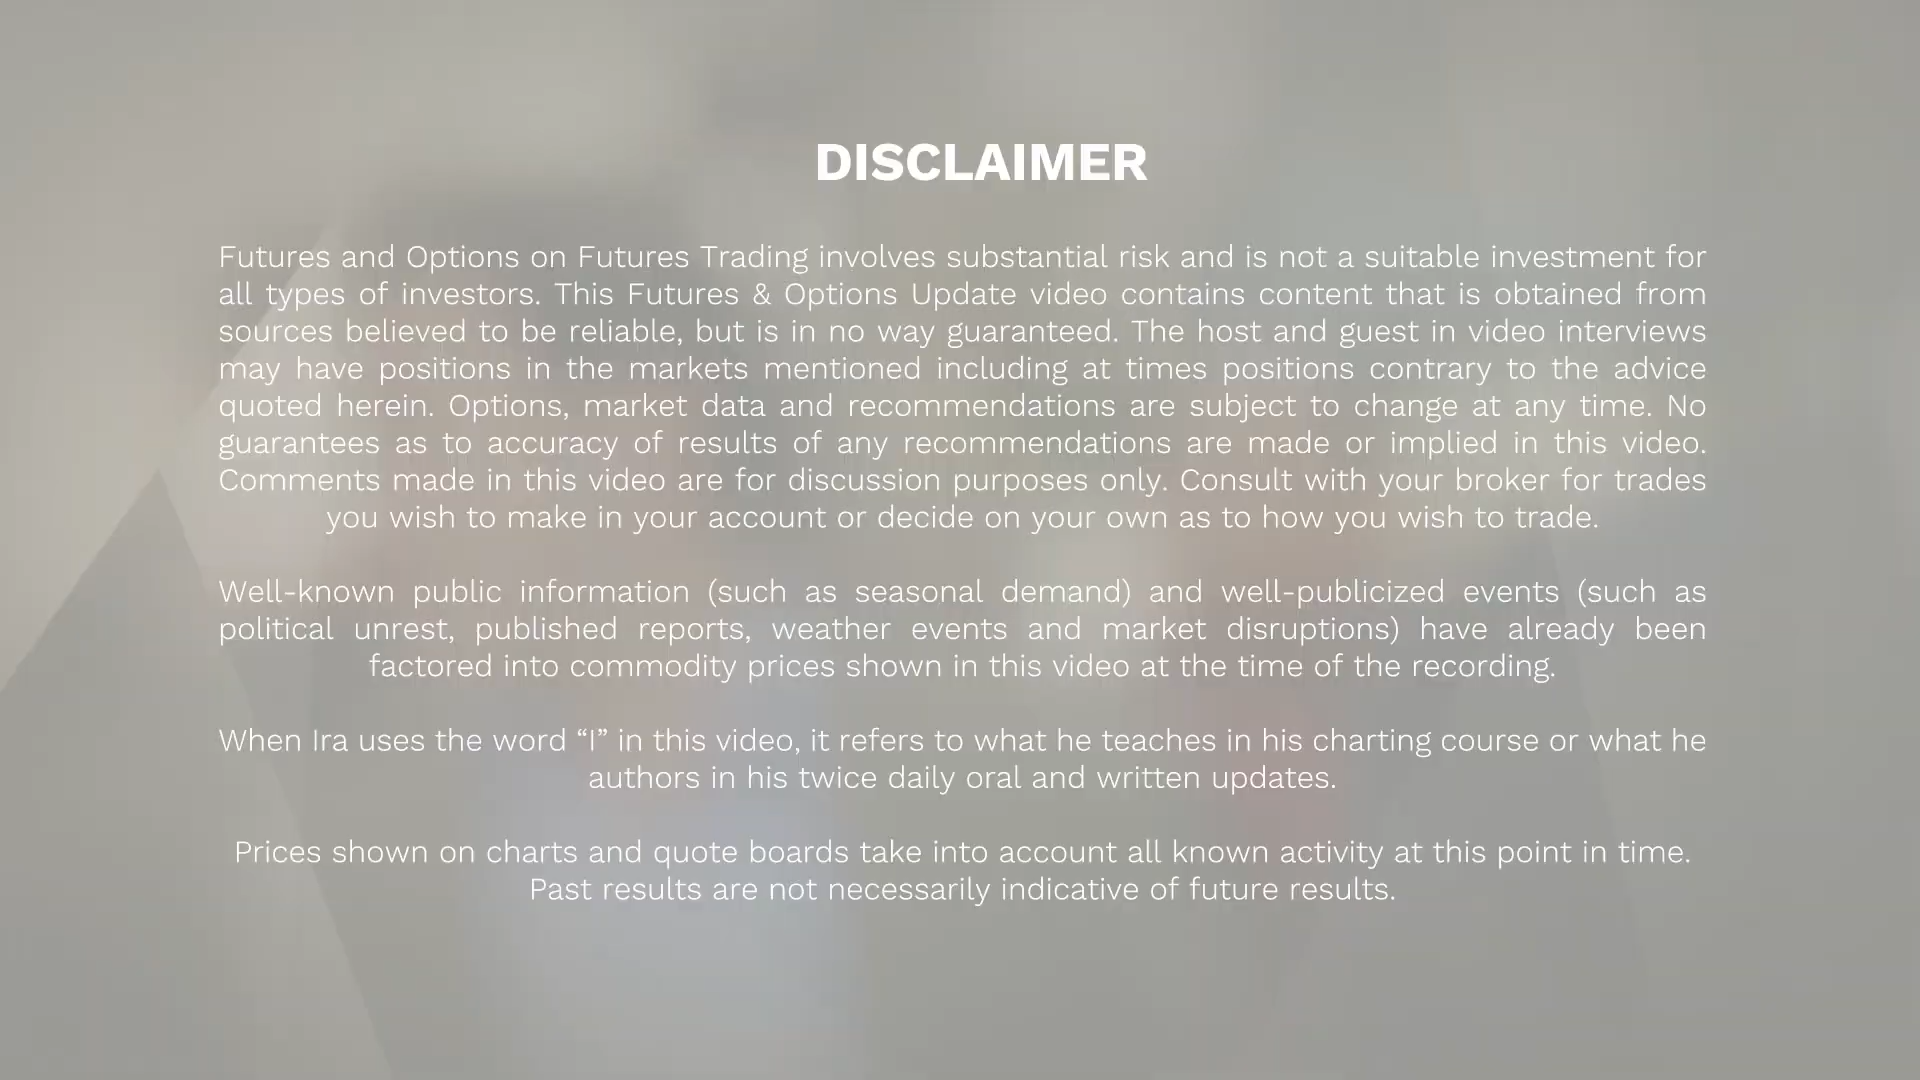 DISCLAIMER
Futures and Options on Futures Trading involves substantial risk and is not a suitable investment for
all types of investors. This Futures & Options Update video contains content that is obtained from
sources believed to be reliable, but is in no way guaranteed. The host and guest in video interviews
may have positions in the markets mentioned including at times positions contrary to the advice
quoted herein. Options, market data and recommendations are subject to change at any time. No
guarantees as to accuracy of results of any recommendations are made or implied in this video.
Comments made in this video are for discussion purposes only. Consult with your broker for trades
you wish to make in your account or decide on your own as to how you wish to trade.
Well-known public information (such as seasonal demand) and well-publicized events (such as
political unrest, published reports, weather events and market disruptions) have already been
factored into commodity prices shown in this video at the time of the recording.
When Ira uses the word “I” in this video, it refers to what he teaches in his charting course or what he
authors in his twice daily oral and written updates.
Prices shown on charts and quote boards take into account all known activity at this point in time.
Past results are not necessarily indicative of future results.